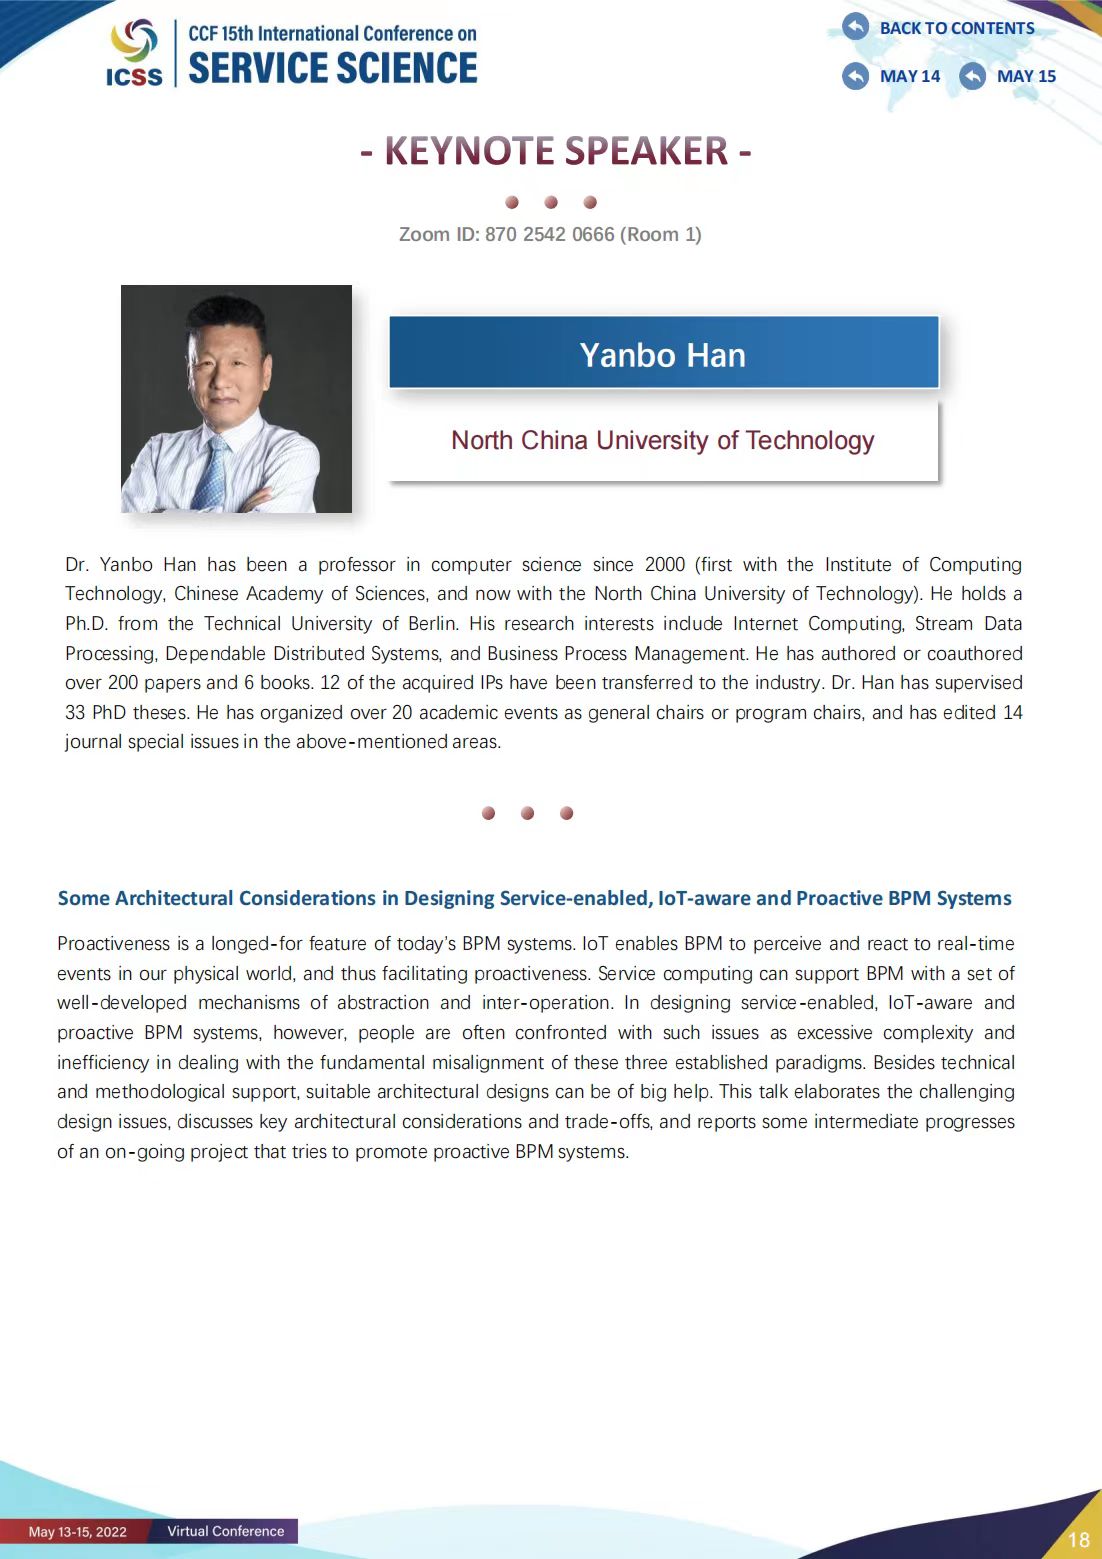 ICSS
CCF 15th International Conference on
SERVICE SCIENCE
BACK TO CONTENTS
MAY 14
MAY 15
- KEYNOTE SPEAKER -
Zoom ID: 870 2542 0666 (Room 1)
Yanbo Han
North China University of Technology
Dr. Yanbo Han has been a professor in computer science since 2000 (first with the Institute of Computing
Technology, Chinese Academy of Sciences, and now with the North China University of Technology). He holds a
Ph.D. from the Technical University of Berlin. His research interests include Internet Computing, Stream Data
Processing, Dependable Distributed Systems, and Business Process Management. He has authored or coauthored
over 200 papers and 6 books. 12 of the acquired IPs have been transferred to the industry. Dr. Han has supervised
33 PhD theses. He has organized over 20 academic events as general chairs or program chairs, and has edited 14
journal special issues in the above-mentioned areas.
Some Architectural Considerations in Designing Service-enabled, IoT-aware and Proactive BPM Systems
Proactiveness is a longed-for feature of today's BPM systems. IoT enables BPM to perceive and react to real-time
events in our physical world, and thus facilitating proactiveness. Service computing can support BPM with a set of
well-developed mechanisms of abstraction and inter-operation. In designing service-enabled, IoT-aware and
proactive BPM systems, however, people are often confronted with such issues as excessive complexity and
inefficiency in dealing with the fundamental misalignment of these three established paradigms. Besides technical
and methodological support, suitable architectural designs can be of big help. This talk elaborates the challenging
design issues, discusses key architectural considerations and trade-offs, and reports some intermediate progresses
of an on-going project that tries to promote proactive BPM systems.
May 13-15, 2022
Virtual Conference
18